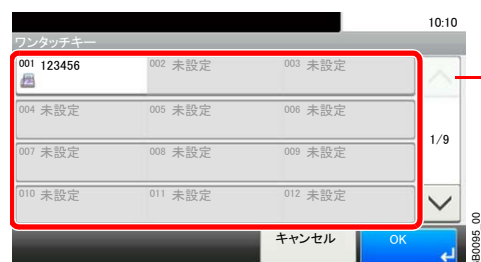 10:10
ワンタッチキー
001 123456 002 未設定 003 未設定
004 未設定 005 未設定 006 未設定
1/9
007 未設定 008 未設定 009 未設定
010 未設定 011 未設定 012 未設定
キャンセル OK